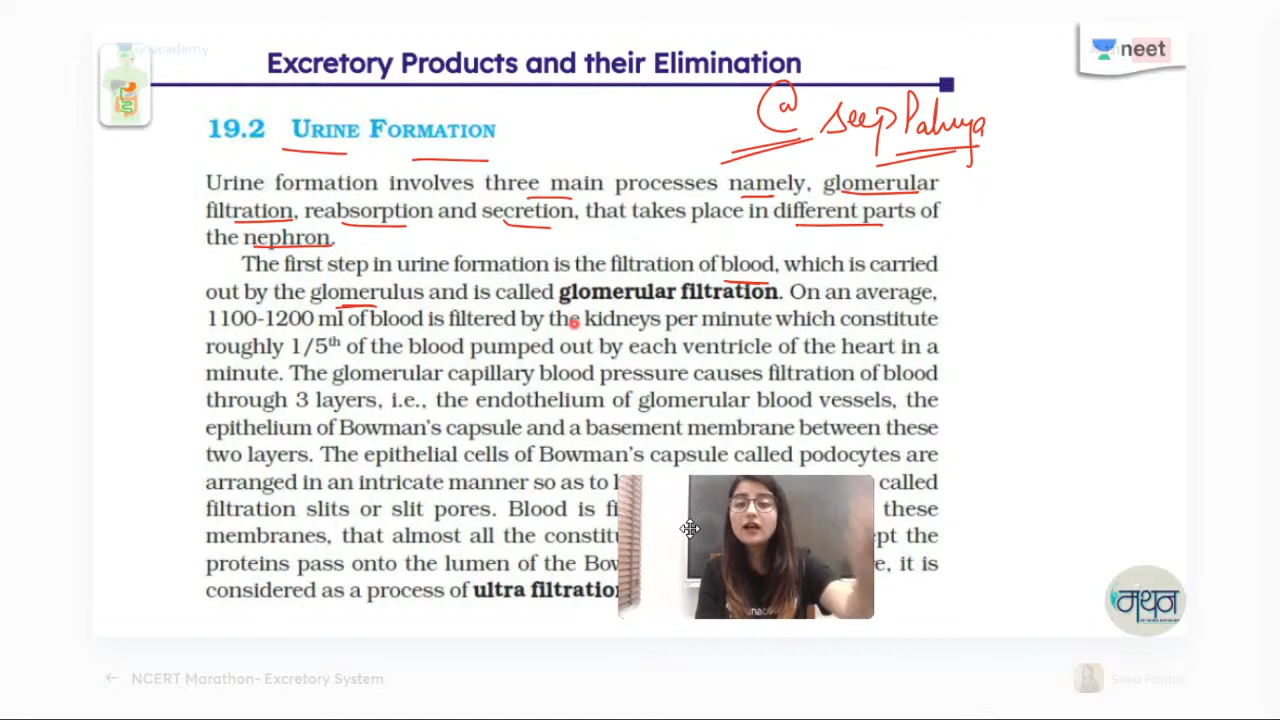 unacademy
Excretory Products and their Elimination
neet
@ seep Pahuja
19.2 URINE FORMATION
Urine formation involves three main processes namely, glomerular
filtration, reabsorption and secretion, that takes place in different parts of
the nephron.
The first step in urine formation is the filtration of blood, which is carried
out by the glomerulus and is called glomerular filtration. On an average,
1100-1200 ml of blood is filtered by the kidneys per minute which constitute
roughly 1/5th of the blood pumped out by each ventricle of the heart in a
minute. The glomerular capillary blood pressure causes filtration of blood
through 3 layers, i.e., the endothelium of glomerular blood vessels, the
epithelium of Bowman's capsule and a basement membrane between these
two layers. The epithelial cells of Bowman's capsule called podocytes are
arranged in an intricate manner so as to called
filtration slits or slit pores. Blood is these
membranes, that almost all the the
proteins pass onto the lumen of the it is
considered as a process of ultra
मंथन
← NCERT Marathon- Excretory System
Seep Pahuja